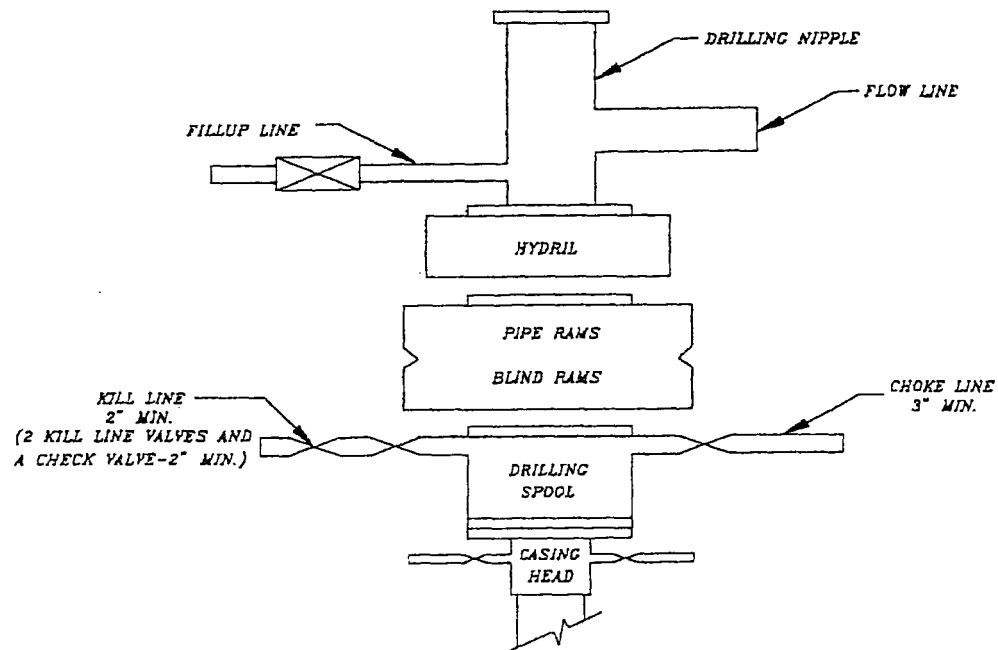 DRILLING NIPPLE
FLOW LINE
FILLUP LINE
HYDRIL
PIPE RAMS
BLIND RAMS
KILL LINE
2" MIN.
(2 KILL LINE VALVES AND
A CHECK VALVE-2" MIN.)
CHOKE LINE
3" MIN.
DRILLING
SPOOL
CASING
HEAD